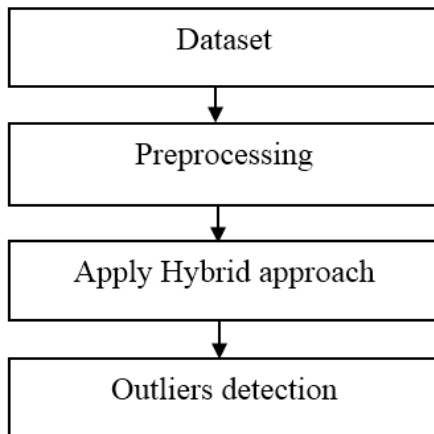 Dataset
Preprocessing
Apply Hybrid approach
Outliers detection